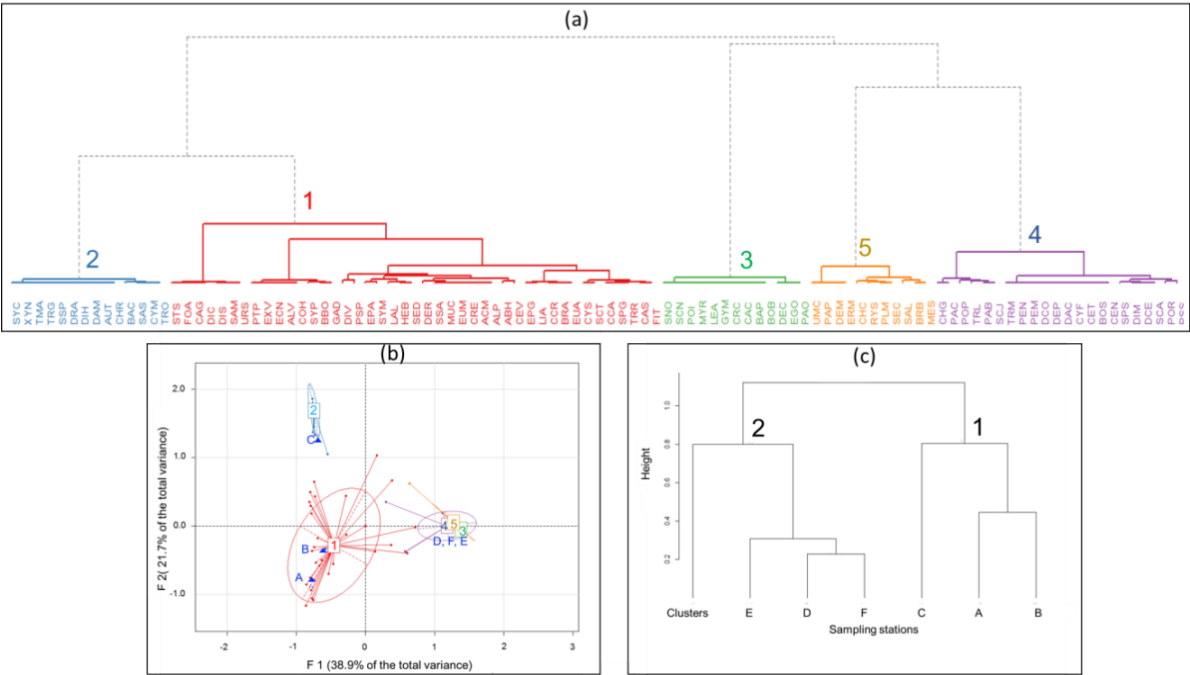 (a)
1
2
3
5
4
SYC XYR TMA TRG SSP DRA DIH DAM AUT CHR BAC SAS CYM TRO STS FOA CAG DIC DIS SAM URS PTP EXV EUN ALV COH SYP BBO GAD DIV PSP EPA SYM LAL HEB SED DER SSA MUC EUM CRE ACM ALP ABH CEV EPG LIA CCR BRA EUA CYS SCT CCA SPG TRR CAS FIT SNO SCN POI MYR LEA GYM CRC CAC BAP BOB DEC EGO PAO UMC PAP DEM ERM CHC RYS PLM SEC SAL BRB MES CHG PAC POP TRL PAB SCJ TRM PEN PEM DCO DEP DAC CYF CET BOS CEN SPS DIM DCE SCA POR
(b)
F 2( 21.7% of the total variance)
2.0
1.0
0.0
-1.0
2
C
B
1
A
4
5
3
D, F, E
-2
-1
0
1
2
3
F 1 (38.9% of the total variance)
(c)
Height
1.0
0.8
0.6
0.4
0.2
2
1
Clusters E D F C A B
Sampling stations